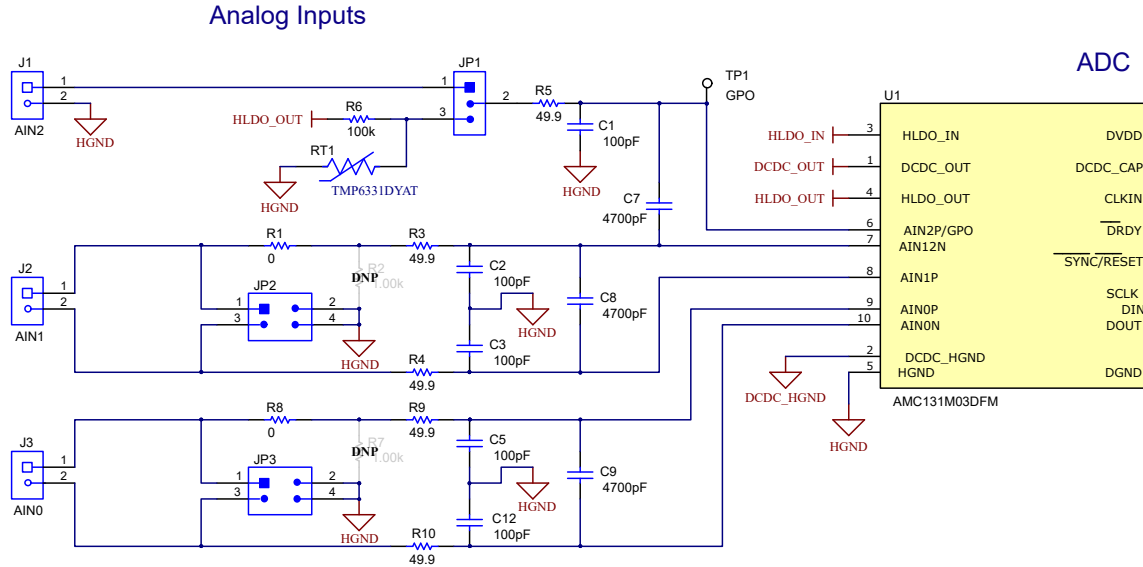 Analog Inputs
ADC
J1
1
2
AIN2
HGND
JP1
1
2
3
HLDO_OUT
R6
100k
RT1
TMP6331DYAT
HGND
R5
49.9
C1
100pF
HGND
TP1
GPO
C7
4700pF
J2
1
2
AIN1
R1
0
R2
1.00k
DNP
JP2
1
2
3
4
HGND
R3
49.9
C2
100pF
HGND
C3
100pF
R4
49.9
C8
4700pF
J3
1
2
AIN0
R8
0
R7
1.00k
DNP
JP3
1
2
3
4
HGND
R9
49.9
C5
100pF
HGND
C12
100pF
R10
49.9
C9
4700pF
U1
HLDO_IN
3
HLDO_IN
DVDD
DCDC_OUT
1
DCDC_OUT
DCDC_CAP
HLDO_OUT
4
HLDO_OUT
CLKIN
6
AIN2P/GPO
DRDY
7
AIN12N
SYNC/RESET
8
AIN1P
SCLK
9
AIN0P
DIN
10
AIN0N
DOUT
2
DCDC_HGND
5
HGND
DGND
DCDC_HGND
HGND
AMC131M03DFM